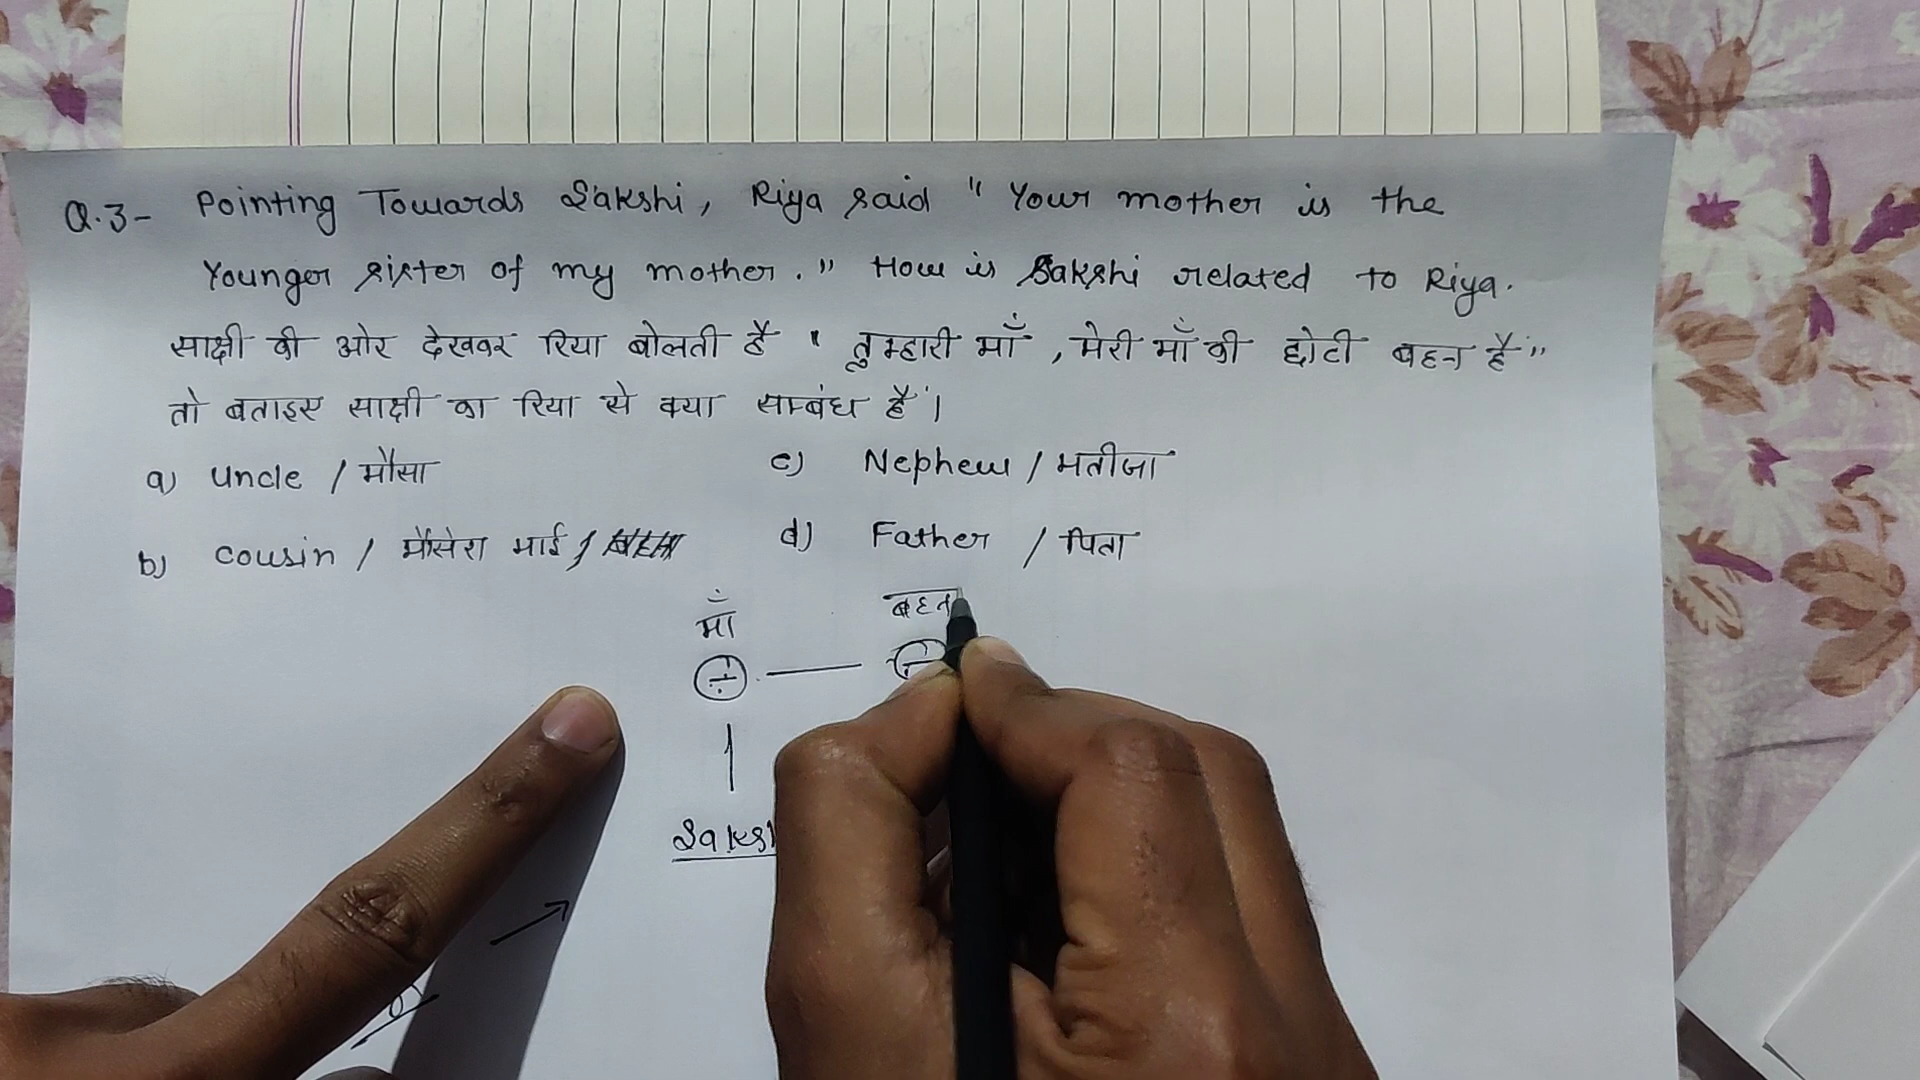 Q.3- Pointing Towards Sakshi, Riya said " Your mother is the
Younger sister of my mother." How is Sakshi related to Riya.
साक्षी की ओर देखकर रिया बोलती है " तुम्हारी माँ , मेरी माँ की छोटी बहन है"
तो बताइए साक्षी का रिया से क्या सम्बंध है।
a) Uncle / मौसा
c) Nephew / भतीजा
b) Cousin / मौसेरा भाई /
d) Father / पिता
माँ
बहन